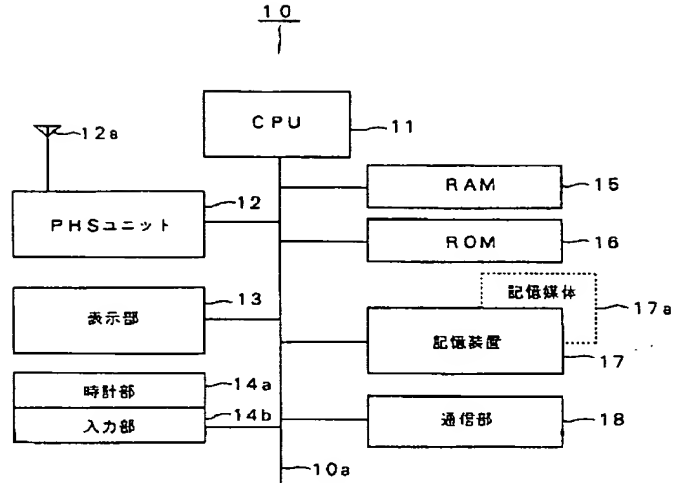 10
CPU
11
12a
PHSユニット
12
RAM
15
ROM
16
表示部
13
記憶媒体
17a
記憶装置
17
時計部
14a
入力部
14b
通信部
18
10a